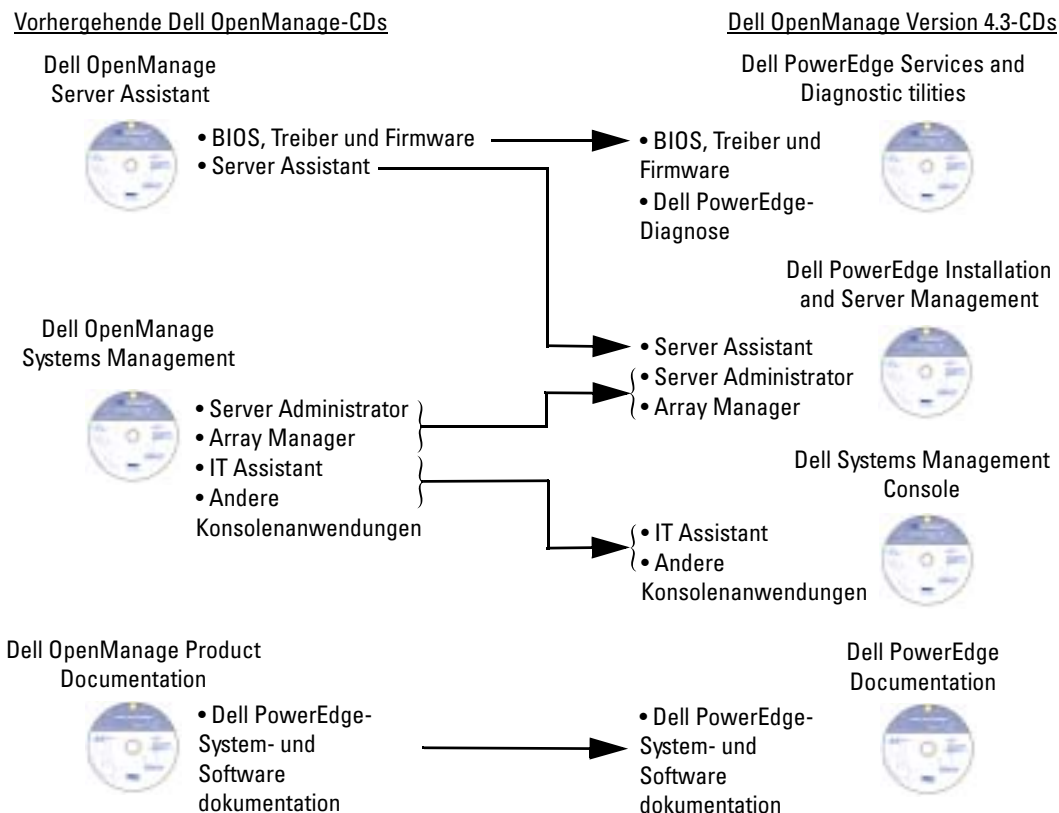 Vorhergehende Dell OpenManage-CDs
Dell OpenManage Version 4.3-CDs
Dell OpenManage
Server Assistant
• BIOS, Treiber und Firmware
• Server Assistant
Dell PowerEdge Services and
Diagnostic tilities
• BIOS, Treiber und
Firmware
• Dell PowerEdge-
Diagnose
Dell PowerEdge Installation
and Server Management
• Server Assistant
• Server Administrator
• Array Manager
Dell OpenManage
Systems Management
• Server Administrator
• Array Manager
• IT Assistant
• Andere
Konsolenanwendungen
Dell Systems Management
Console
• IT Assistant
• Andere
Konsolenanwendungen
Dell OpenManage Product
Documentation
• Dell PowerEdge-
System- und
Software
dokumentation
Dell PowerEdge
Documentation
• Dell PowerEdge-
System- und
Software
dokumentation